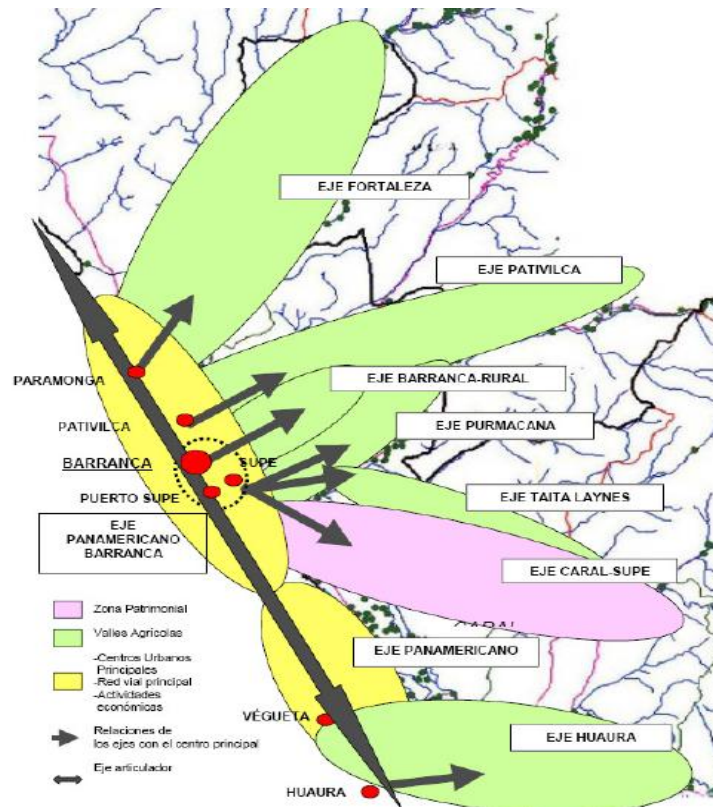 EJE FORTALEZA
EJE PATIVILCA
PARAMONGA
EJE BARRANCA-RURAL
PATIVILCA
EJE PURMACANA
BARRANCA
SUPE
PUERTO SUPE
EJE TAITA LAYNES
EJE
PANAMERICANO
BARRANCA
EJE CARAL-SUPE
Zona Patrimonial
Valles Agrícolas
-Centros Urbanos
Principales
-Red vial principal
-Actividades
económicas
Relaciones de
los ejes con el centro principal
Eje articulador
EJE PANAMERICANO
VÉGUETA
EJE HUAURA
HUAURA